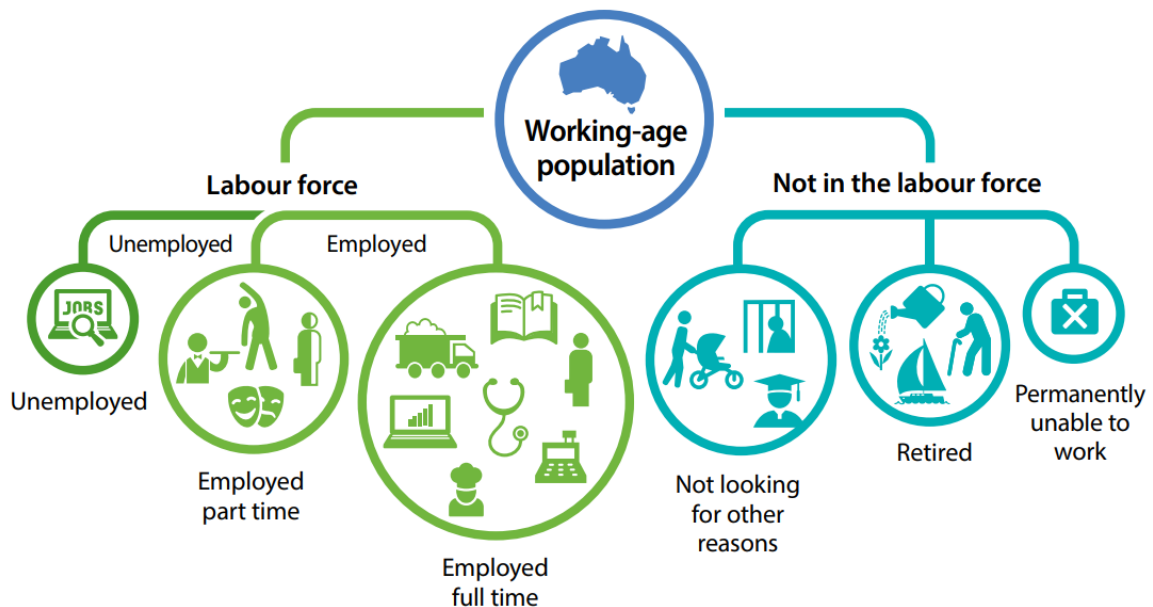 Working-age
population
Labour force
Not in the labour force
Unemployed
Employed
JOBS
Unemployed
Employed
part time
Employed
full time
Not looking
for other
reasons
Retired
Permanently
unable to
work